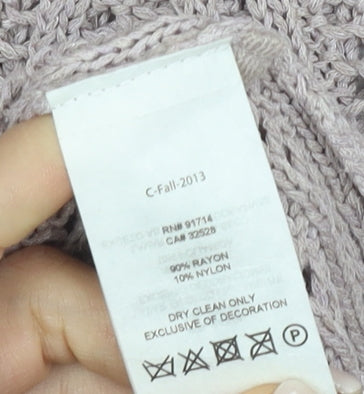 C-Fall-2013
RN# 91714
CA# 32528
90% RAYON
10% NYLON
DRY CLEAN ONLY
EXCLUSIVE OF DECORATION
P